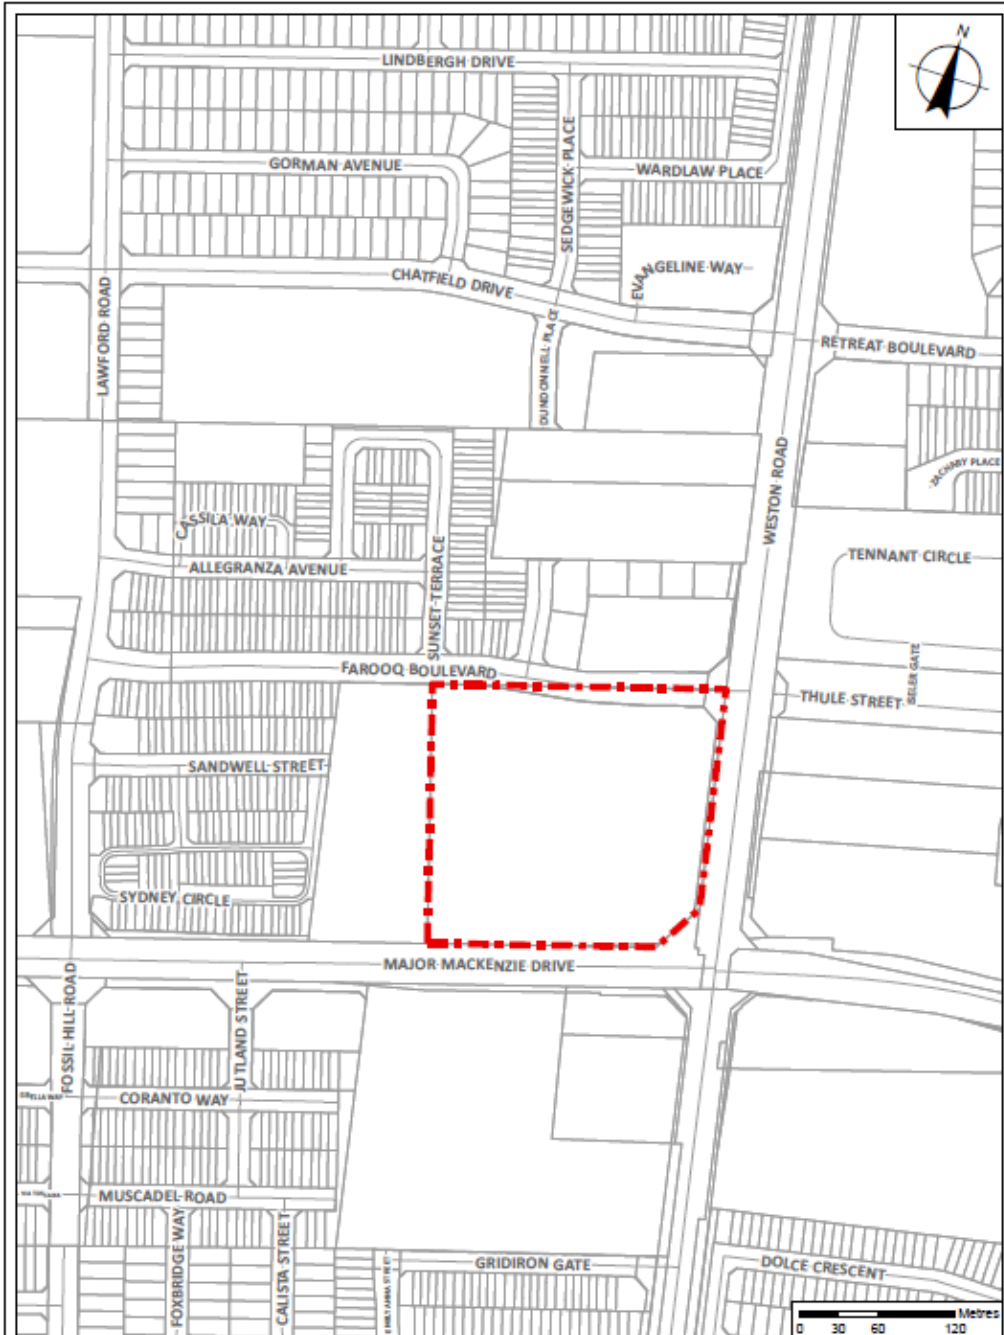 N
LINDBERGH DRIVE
GORMAN AVENUE
SEDGEWICK PLACE
WARDLAW PLACE
EVANGELINE WAY
CHATFIELD DRIVE
LAWFORD ROAD
DUNDONNELL PLACE
RETREAT BOULEVARD
WESTON ROAD
ZACHARY PLACE
CASSILA WAY
ALLEGRANZA AVENUE
SUNSET TERRACE
TENNANT CIRCLE
FAROOQ BOULEVARD
THULE STREET
SANDWELL STREET
SYDNEY CIRCLE
MAJOR MACKENZIE DRIVE
FOSSIL HILL ROAD
JUTLAND STREET
CORANTO WAY
MUSCADEL ROAD
FOXBRIDGE WAY
CALISTA STREET
GRIDIRON GATE
DOLCE CRESCENT
Metres
0 30 60 120